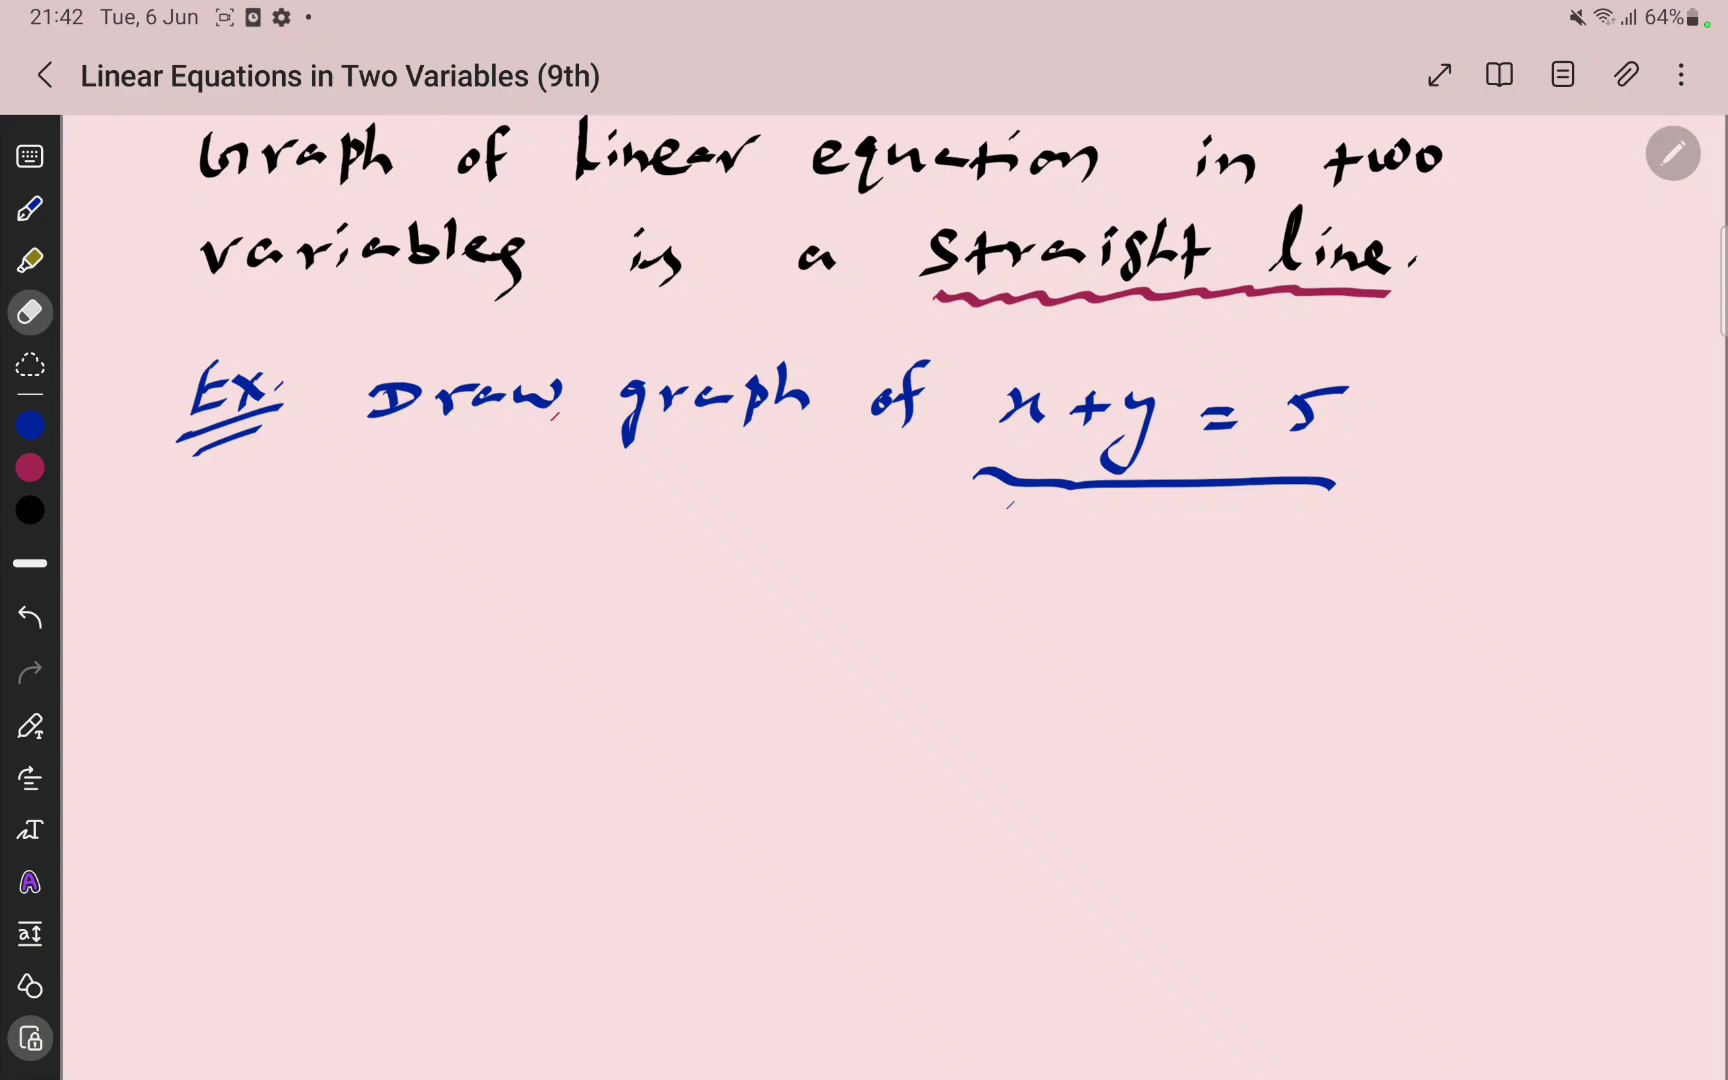 21:42 Tue, 6 Jun 64%
Linear Equations in Two Variables (9th)
Graph of Linear equation in two
variables is a straight line.
Ex. Draw graph of x + y = 5